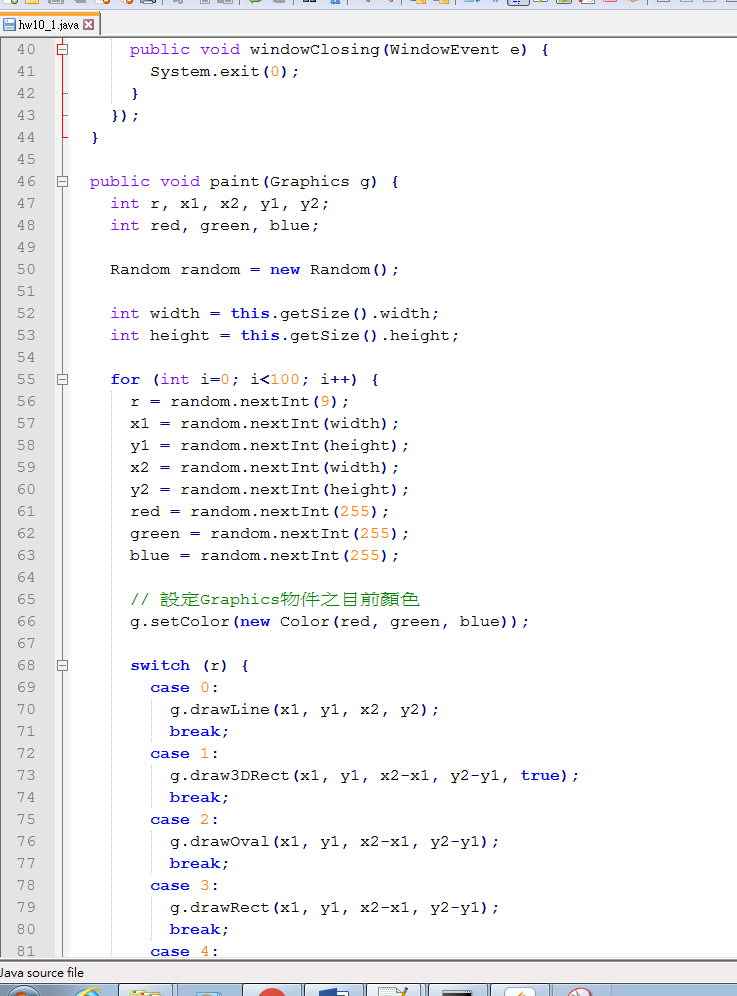 hw10_1.java
40 public void windowClosing(WindowEvent e) {
41 System.exit(0);
42 }
43 });
44 }
45
46 public void paint(Graphics g) {
47 int r, x1, x2, y1, y2;
48 int red, green, blue;
49
50 Random random = new Random();
51
52 int width = this.getSize().width;
53 int height = this.getSize().height;
54
55 for (int i=0; i<100; i++) {
56 r = random.nextInt(9);
57 x1 = random.nextInt(width);
58 y1 = random.nextInt(height);
59 x2 = random.nextInt(width);
60 y2 = random.nextInt(height);
61 red = random.nextInt(255);
62 green = random.nextInt(255);
63 blue = random.nextInt(255);
64
65 // 設定Graphics物件之目前顏色
66 g.setColor(new Color(red, green, blue));
67
68 switch (r) {
69 case 0:
70 g.drawLine(x1, y1, x2, y2);
71 break;
72 case 1:
73 g.draw3DRect(x1, y1, x2-x1, y2-y1, true);
74 break;
75 case 2:
76 g.drawOval(x1, y1, x2-x1, y2-y1);
77 break;
78 case 3:
79 g.drawRect(x1, y1, x2-x1, y2-y1);
80 break;
81 case 4:
Java source file